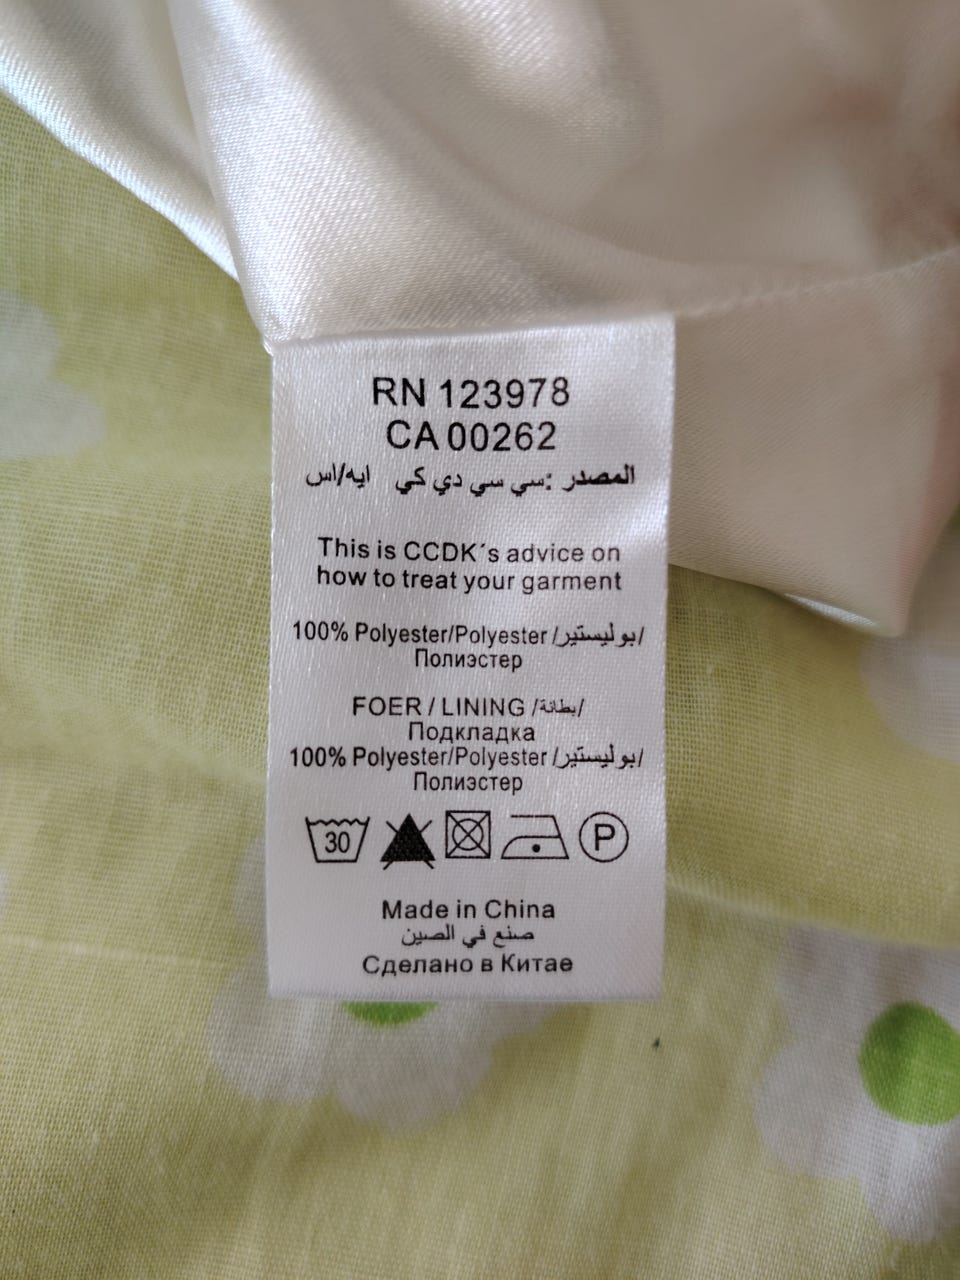 RN 123978
CA 00262
المصدر :سي سي دي كي ايه/اس
This is CCDK´s advice on
how to treat your garment
100% Polyester/Polyester /بوليستير/
Полиэстер
FOER / LINING /بطانة/
Подкладка
100% Polyester/Polyester /بوليستير/
Полиэстер
30 P
Made in China
صنع في الصين
Сделано в Китае